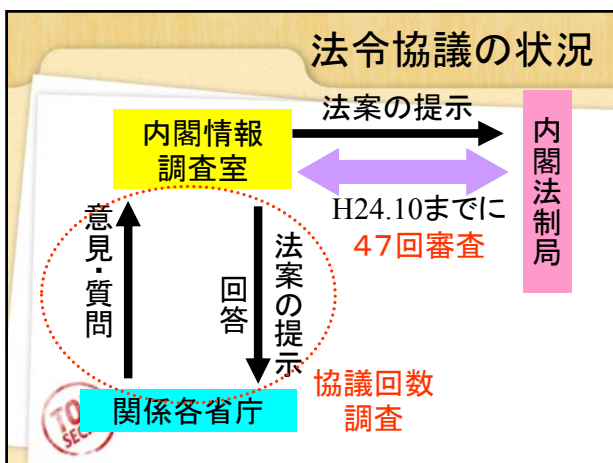 法令協議の状況
法案の提示
内閣情報
調査室
内閣法制局
H24.10までに
47回審査
意見・質問
回答
法案の提示
協議回数
調査
関係各省庁
TO
SEC